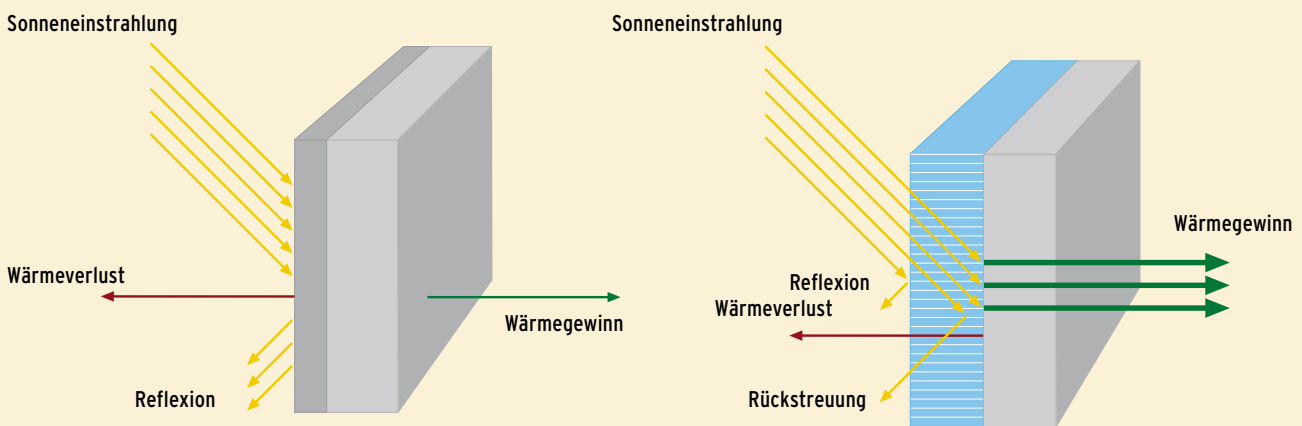 Sonneneinstrahlung
Wärmeverlust
Wärmegewinn
Reflexion
Sonneneinstrahlung
Wärmegewinn
Reflexion
Wärmeverlust
Rückstreuung